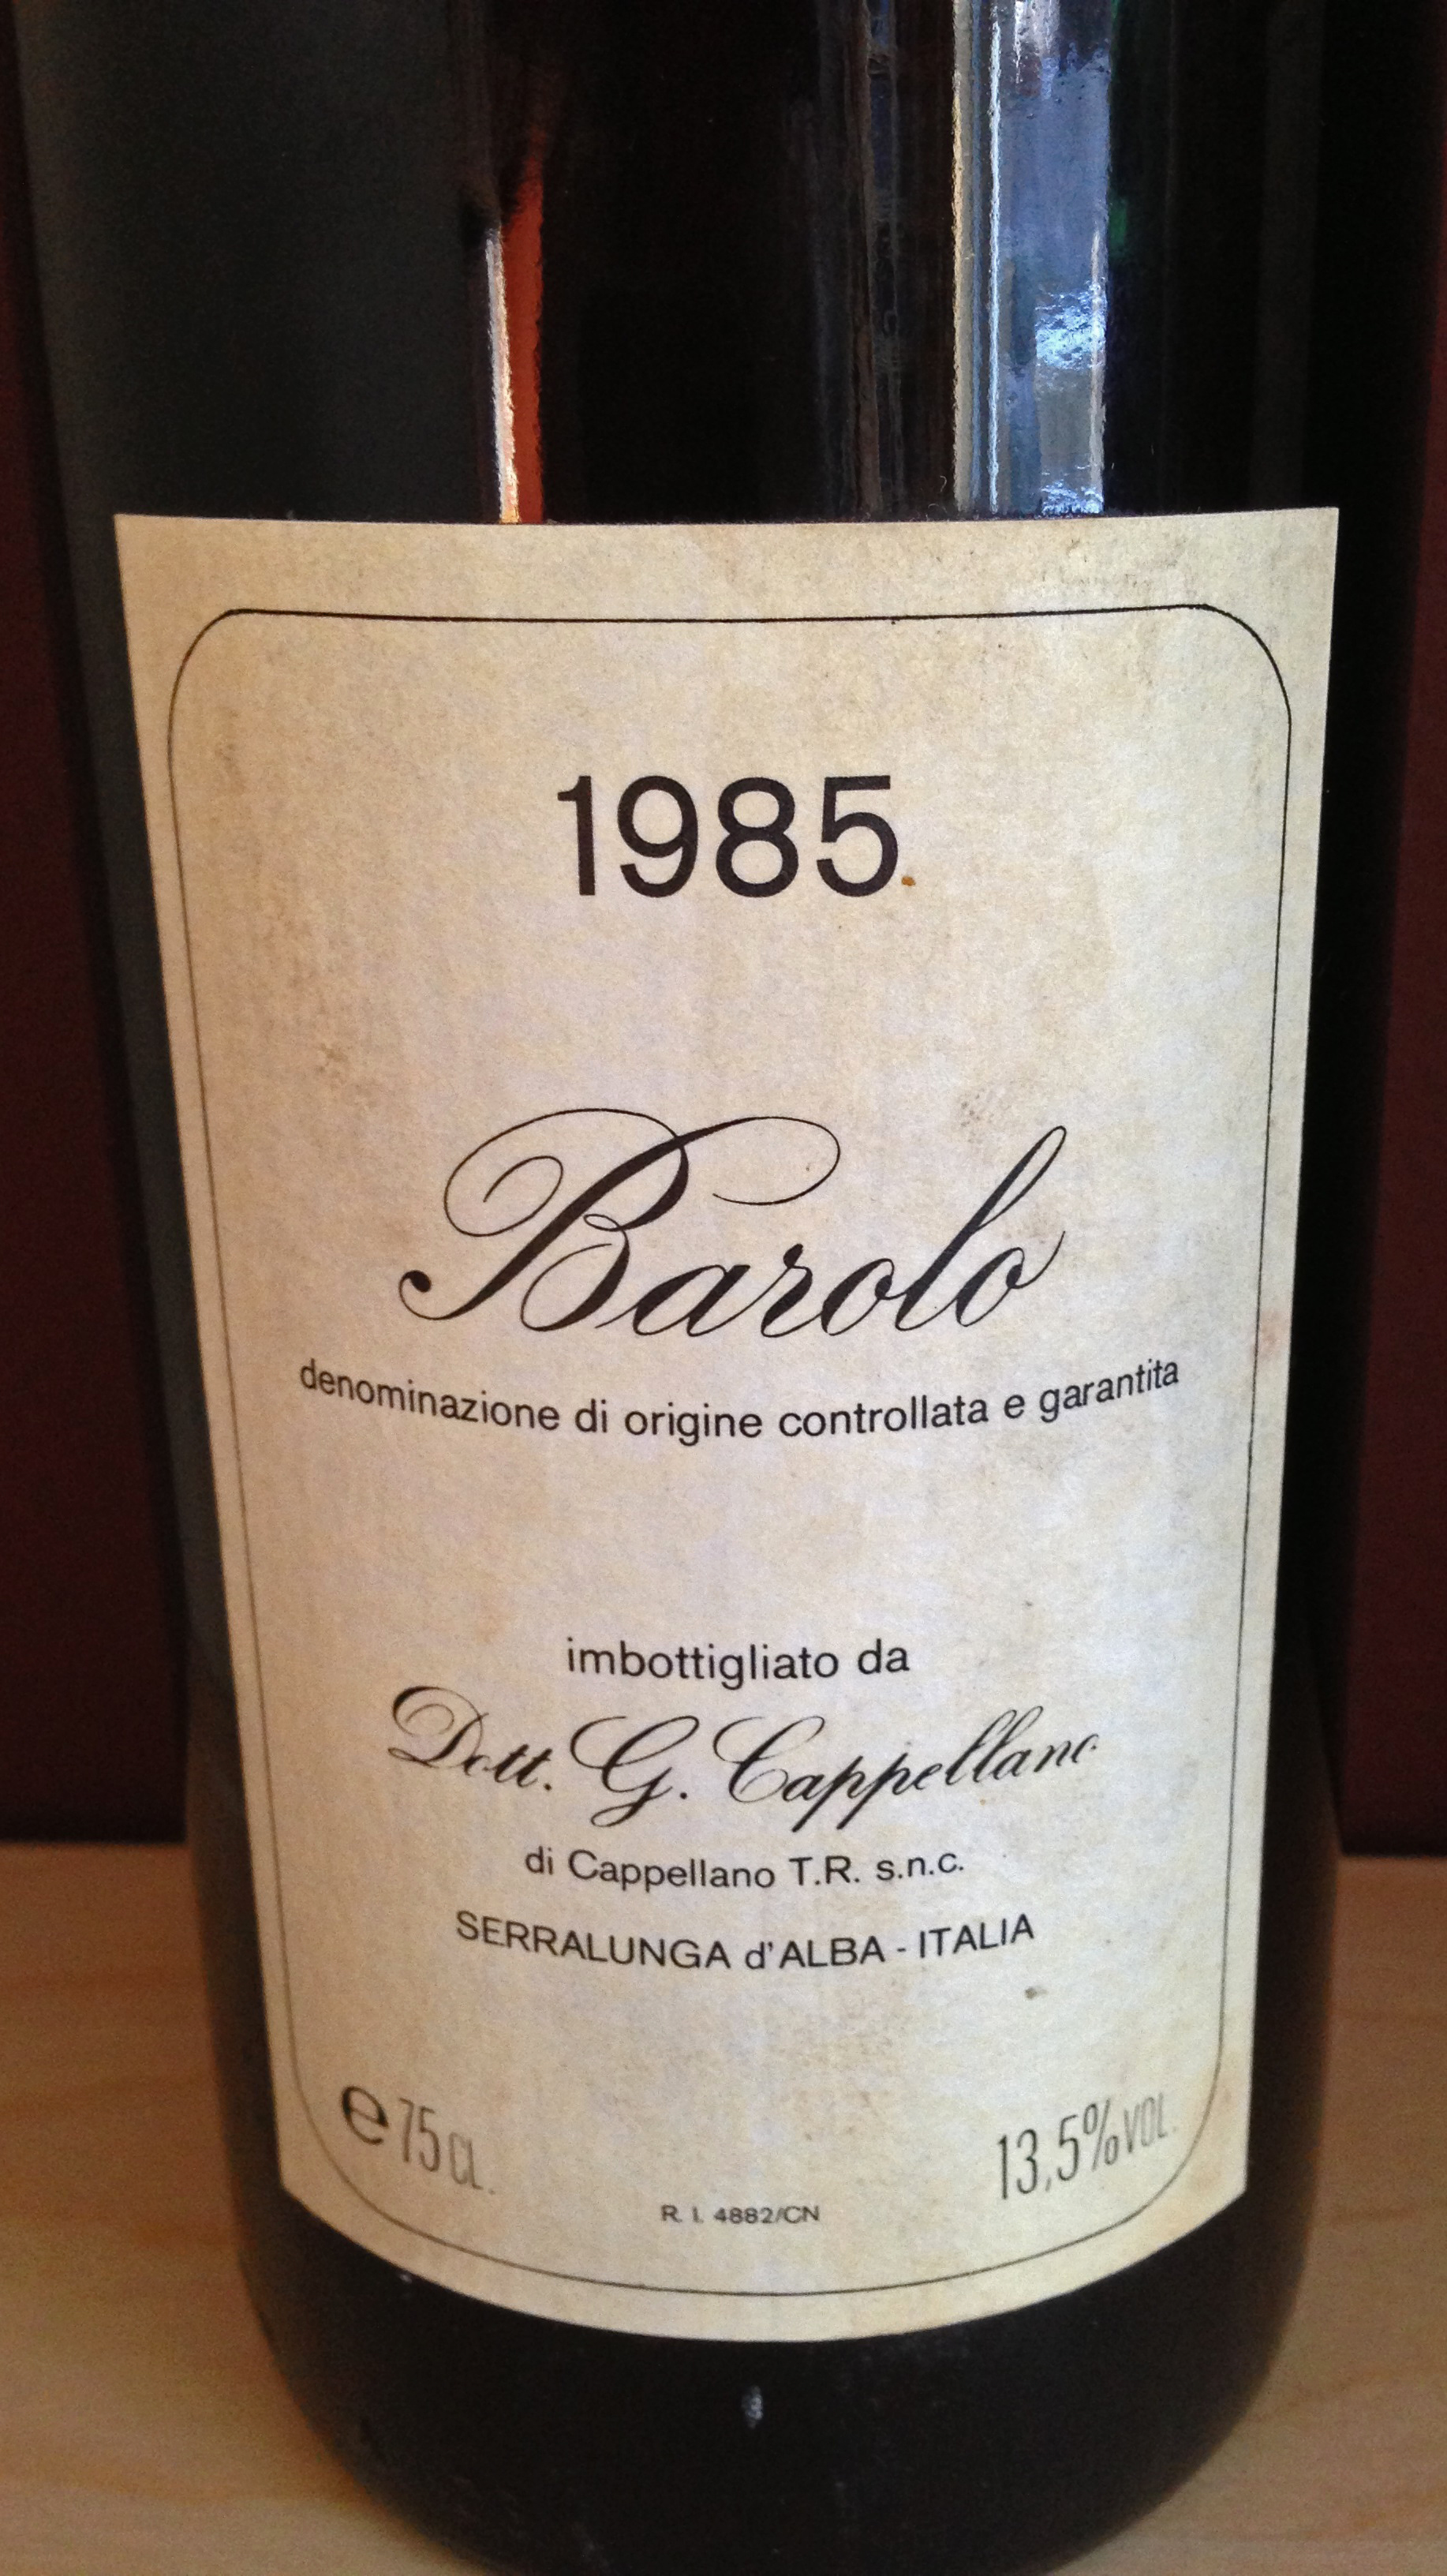 1985
Barolo
denominazione di origine controllata e garantita
imbottigliato da
Dott. G. Cappellano
di Cappellano T.R. s.n.c.
SERRALUNGA d'ALBA - ITALIA
e 75 CL. 13,5% VOL.
R. I. 4882/CN